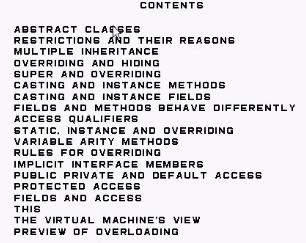 CONTENTS
ABSTRACT CLASSES
RESTRICTIONS AND THEIR REASONS
MULTIPLE INHERITANCE
OVERRIDING AND HIDING
SUPER AND OVERRIDING
CASTING AND INSTANCE METHODS
CASTING AND INSTANCE FIELDS
FIELDS AND METHODS BEHAVE DIFFERENTLY
ACCESS QUALIFIERS
STATIC, INSTANCE AND OVERRIDING
VARIABLE ARITY METHODS
RULES FOR OVERRIDING
IMPLICIT INTERFACE MEMBERS
PUBLIC PRIVATE AND DEFAULT ACCESS
PROTECTED ACCESS
FIELDS AND ACCESS
THIS
THE VIRTUAL MACHINE'S VIEW
PREVIEW OF OVERLOADING